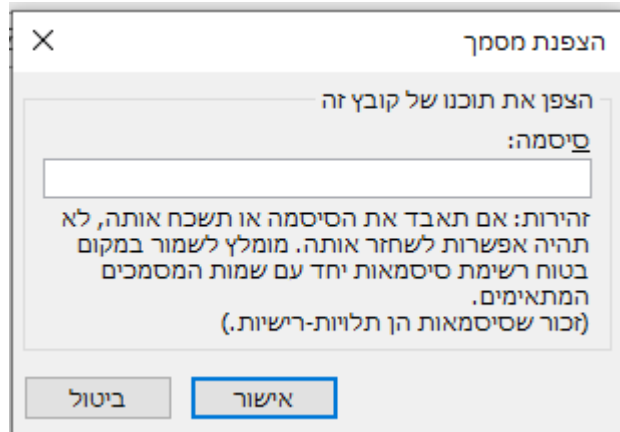 הצפנת מסמך
הצפן את תוכנו של קובץ זה
סיסמה:
זהירות: אם תאבד את הסיסמה או תשכח אותה, לא
תהיה אפשרות לשחזר אותה. מומלץ לשמור במקום
בטוח רשימת סיסמאות יחד עם שמות המסמכים
המתאימים.
(זכור שסיסמאות הן תלויות-רישיות.)
אישור
ביטול